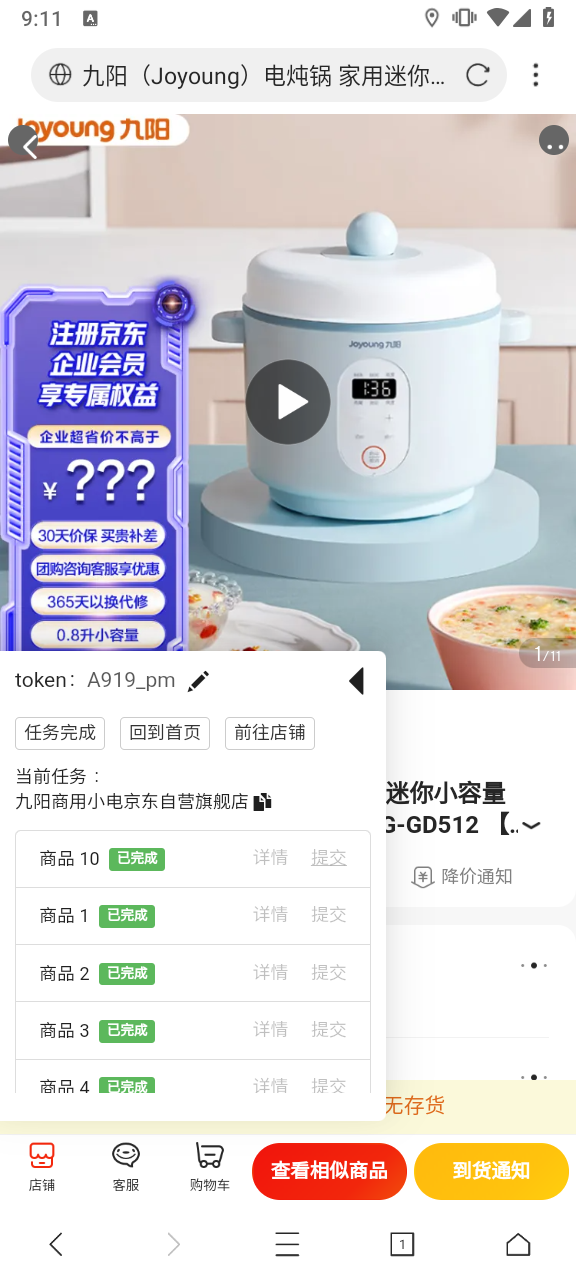 9:11
九阳（Joyoung）电炖锅 家用迷你…
Joyoung 九阳
Joyoung 九阳
1:36
注册京东
企业会员
享专属权益
企业超省价不高于
¥ ???
30天价保 买贵补差
团购咨询客服享优惠
365天以换代修
0.8升小容量
1/11
token： A919_pm
任务完成 回到首页 前往店铺
当前任务：
九阳商用小电京东自营旗舰店
迷你小容量
G-GD512 【..
降价通知
商品 10 已完成 详情 提交
商品 1 已完成 详情 提交
商品 2 已完成 详情 提交
商品 3 已完成 详情 提交
商品 4 已完成 详情 提交
无存货
店铺 客服 购物车 查看相似商品 到货通知
1